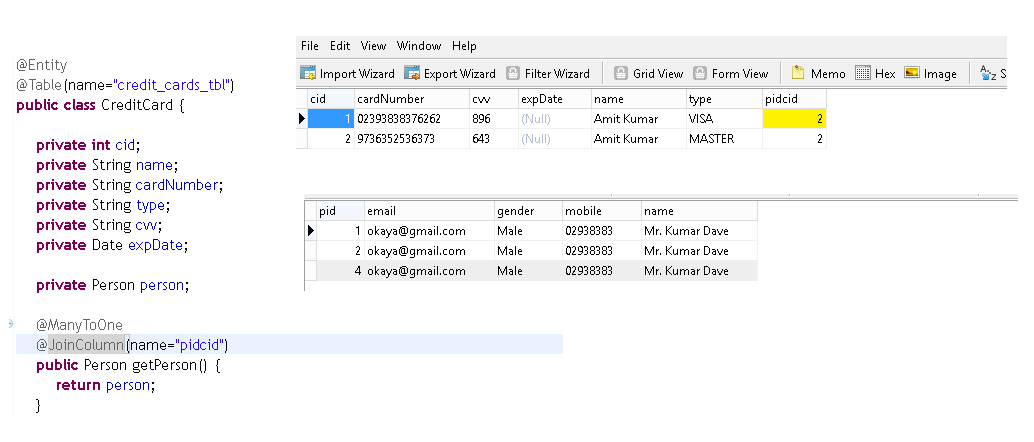 @Entity
@Table(name="credit_cards_tbl")
public class CreditCard {
private int cid;
private String name;
private String cardNumber;
private String type;
private String cvv;
private Date expDate;
private Person person;
@ManyToOne
@JoinColumn(name="pidcid")
public Person getPerson() {
return person;
}
File Edit View Window Help
Import Wizard Export Wizard Filter Wizard Grid View Form View Memo Hex Image S
cid cardNumber cvv expDate name type pidcid
1 02393838376262 896 (Null) Amit Kumar VISA 2
2 9736352536373 643 (Null) Amit Kumar MASTER 2
pid email gender mobile name
1 okaya@gmail.com Male 02938383 Mr. Kumar Dave
2 okaya@gmail.com Male 02938383 Mr. Kumar Dave
4 okaya@gmail.com Male 02938383 Mr. Kumar Dave